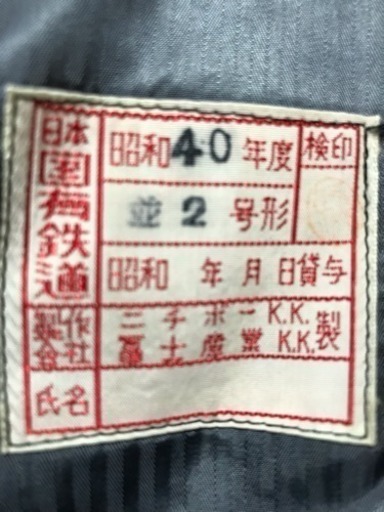 日本国有鉄道
昭和40年度
検印
並2号形
昭和 年 月 日貸与
製作会社
ニチボーK.K.製
富士産業K.K.
氏名